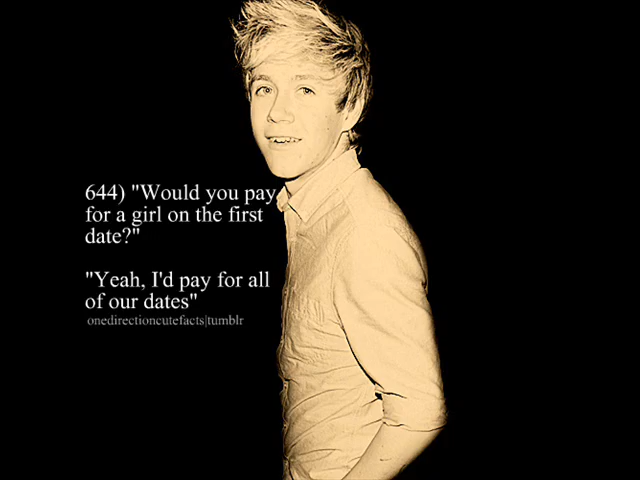 644) "Would you pay
for a girl on the first
date?"
"Yeah, I'd pay for all
of our dates"
onedirectioncutefacts|tumblr